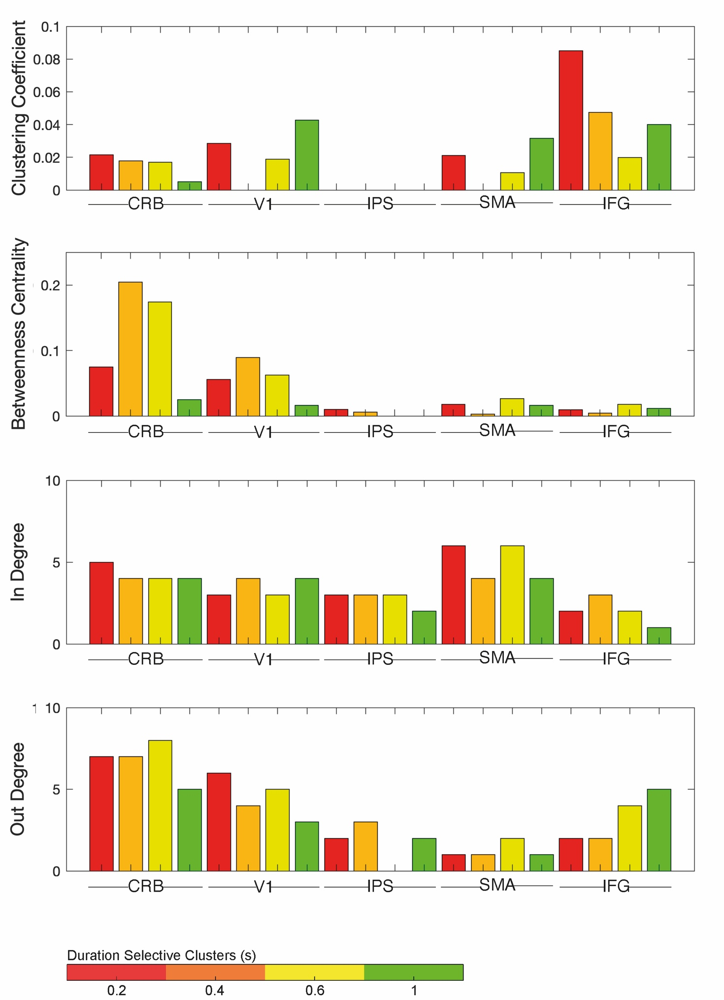 Clustering Coefficient
0.1
0.08
0.06
0.04
0.02
0
CRB V1 IPS SMA IFG
Betweenness Centrality
0.2
0.1
0
CRB V1 IPS SMA IFG
In Degree
10
5
0
CRB V1 IPS SMA IFG
Out Degree
1 10
5
0
CRB V1 IPS SMA IFG
Duration Selective Clusters (s)
0.2 0.4 0.6 1